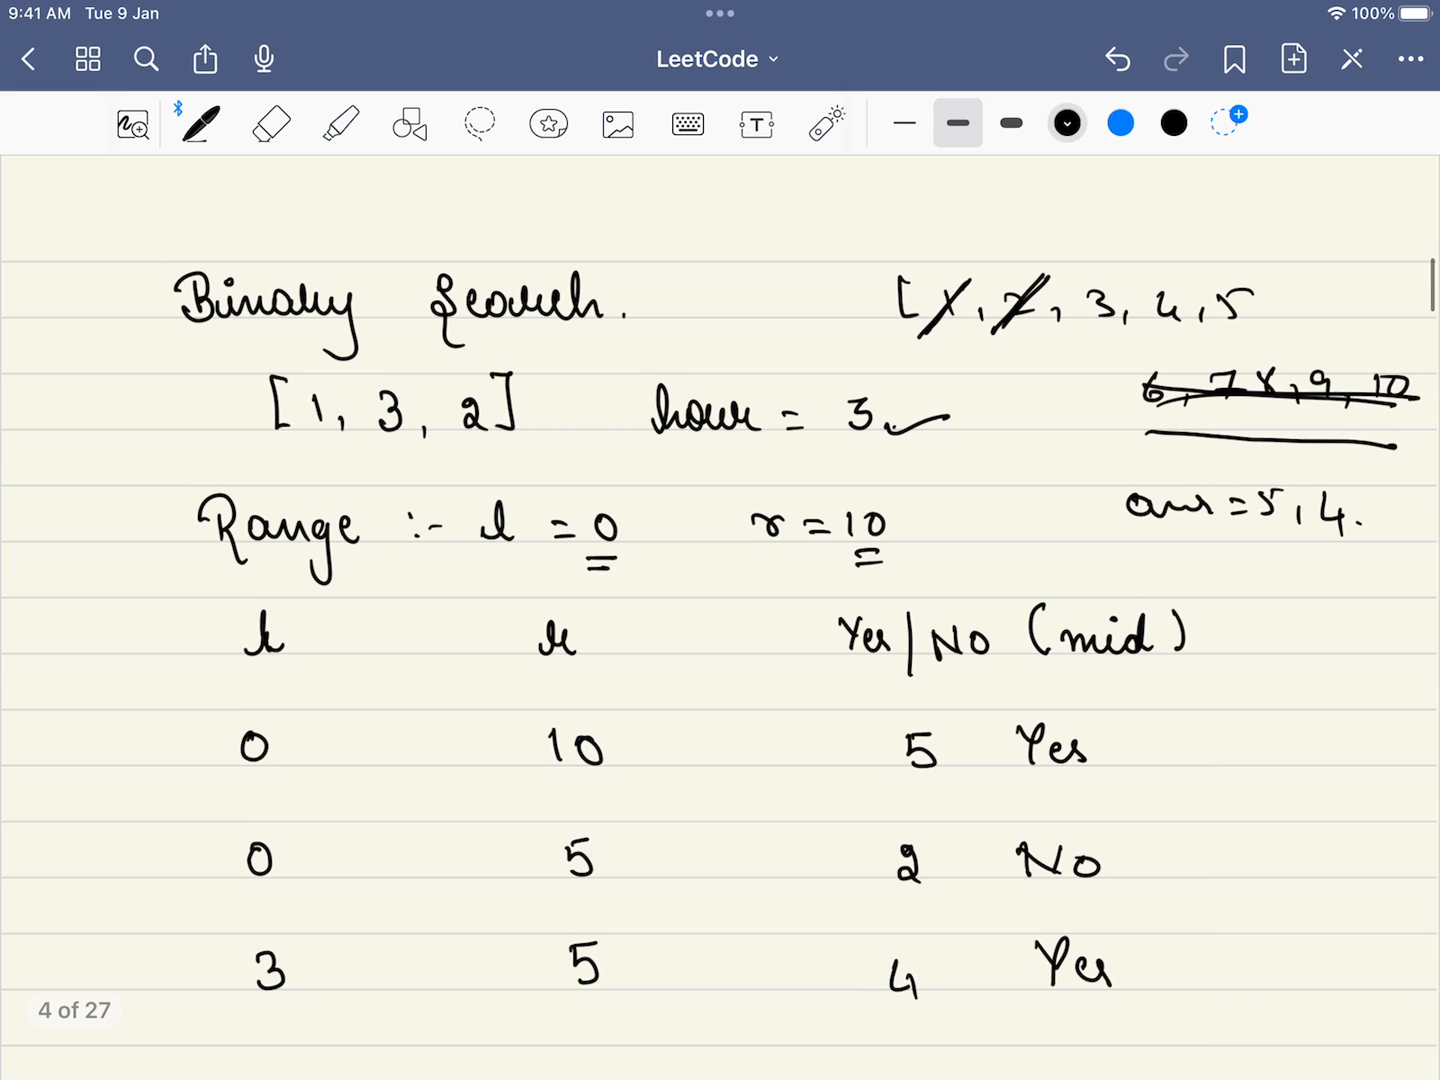 9:41 AM Tue 9 Jan
100%
LeetCode
T
Binary Search.
[1, 2, 3, 4, 5
6, 7 8, 9, 10
[1, 3, 2] hour = 3
ans = 5, 4.
Range :- l = 0 r = 10
l r Yes | No (mid)
0 10 5 Yes
0 5 2 No
3 5 4 Yes
4 of 27